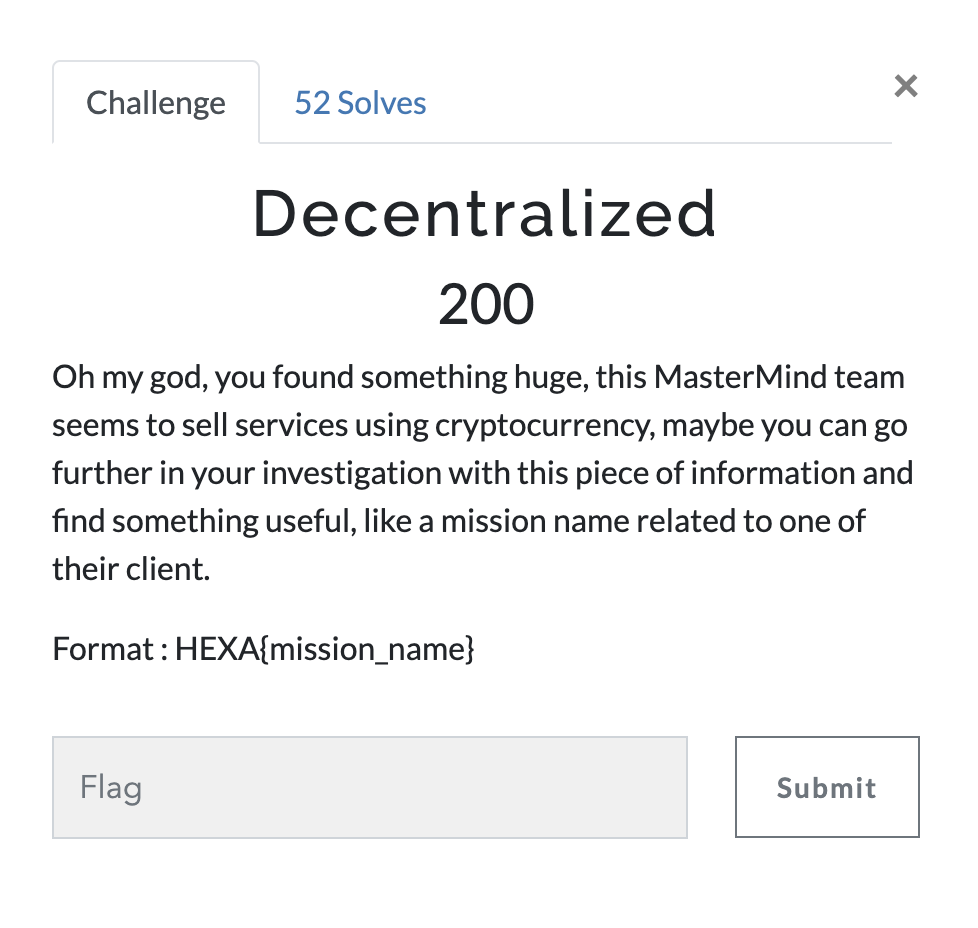 Challenge
52 Solves
×
Decentralized
200
Oh my god, you found something huge, this MasterMind team
seems to sell services using cryptocurrency, maybe you can go
further in your investigation with this piece of information and
find something useful, like a mission name related to one of
their client.
Format : HEXA{mission_name}
Flag
Submit